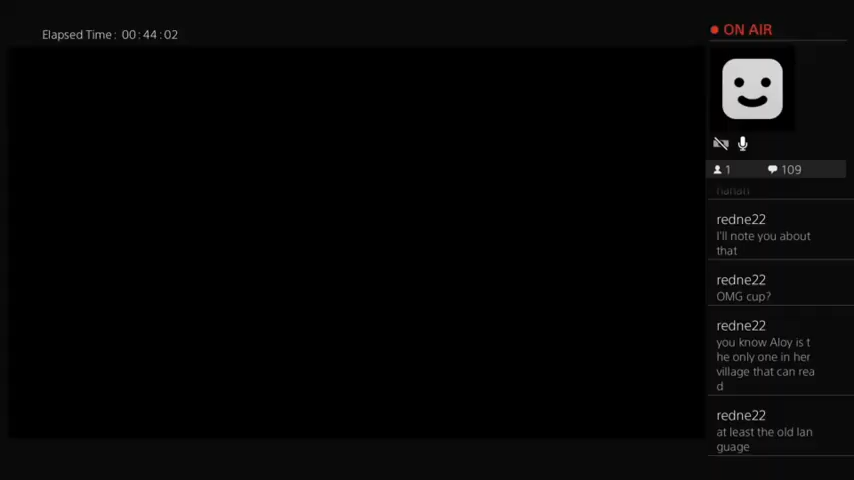 Elapsed Time: 00:44:02
ON AIR
1 109
hahah
redne22
I'll note you about
that
redne22
OMG cup?
redne22
you know Aloy is t
he only one in her
village that can rea
d
redne22
at least the old lan
guage